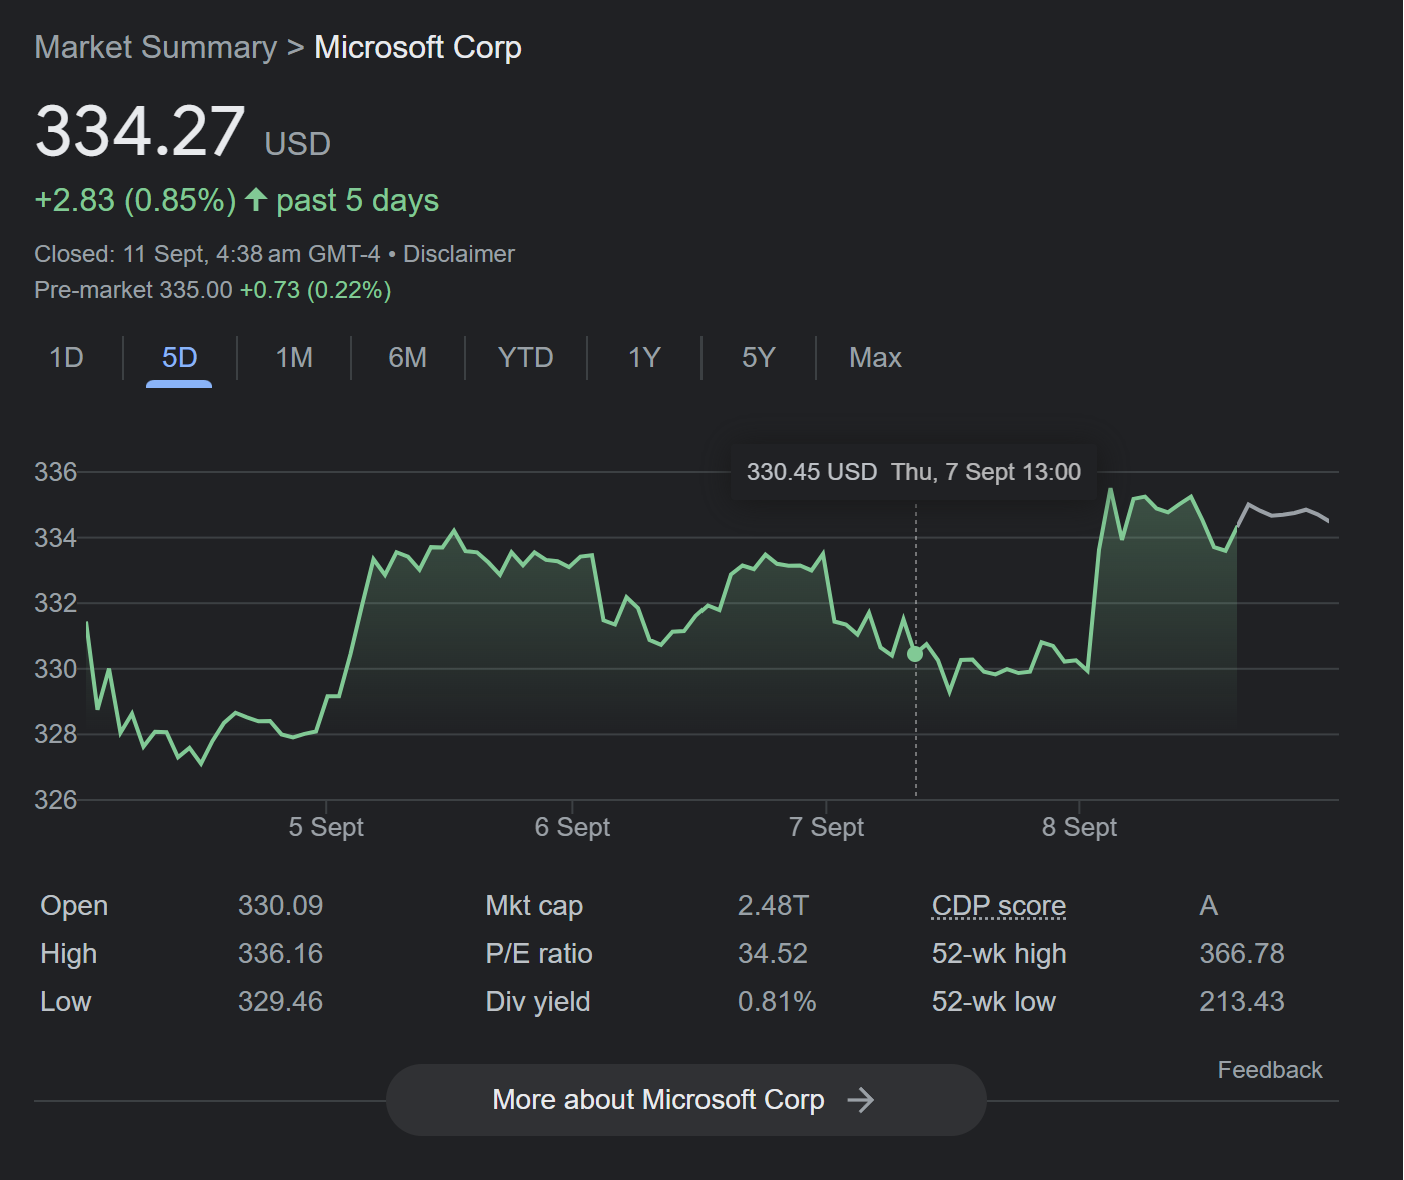 Market Summary > Microsoft Corp
334.27 USD
+2.83 (0.85%) ↑ past 5 days
Closed: 11 Sept, 4:38 am GMT-4 • Disclaimer
Pre-market 335.00 +0.73 (0.22%)
1D 5D 1M 6M YTD 1Y 5Y Max
330.45 USD Thu, 7 Sept 13:00
336
334
332
330
328
326
5 Sept 6 Sept 7 Sept 8 Sept
Open 330.09 Mkt cap 2.48T CDP score A
High 336.16 P/E ratio 34.52 52-wk high 366.78
Low 329.46 Div yield 0.81% 52-wk low 213.43
Feedback
More about Microsoft Corp →